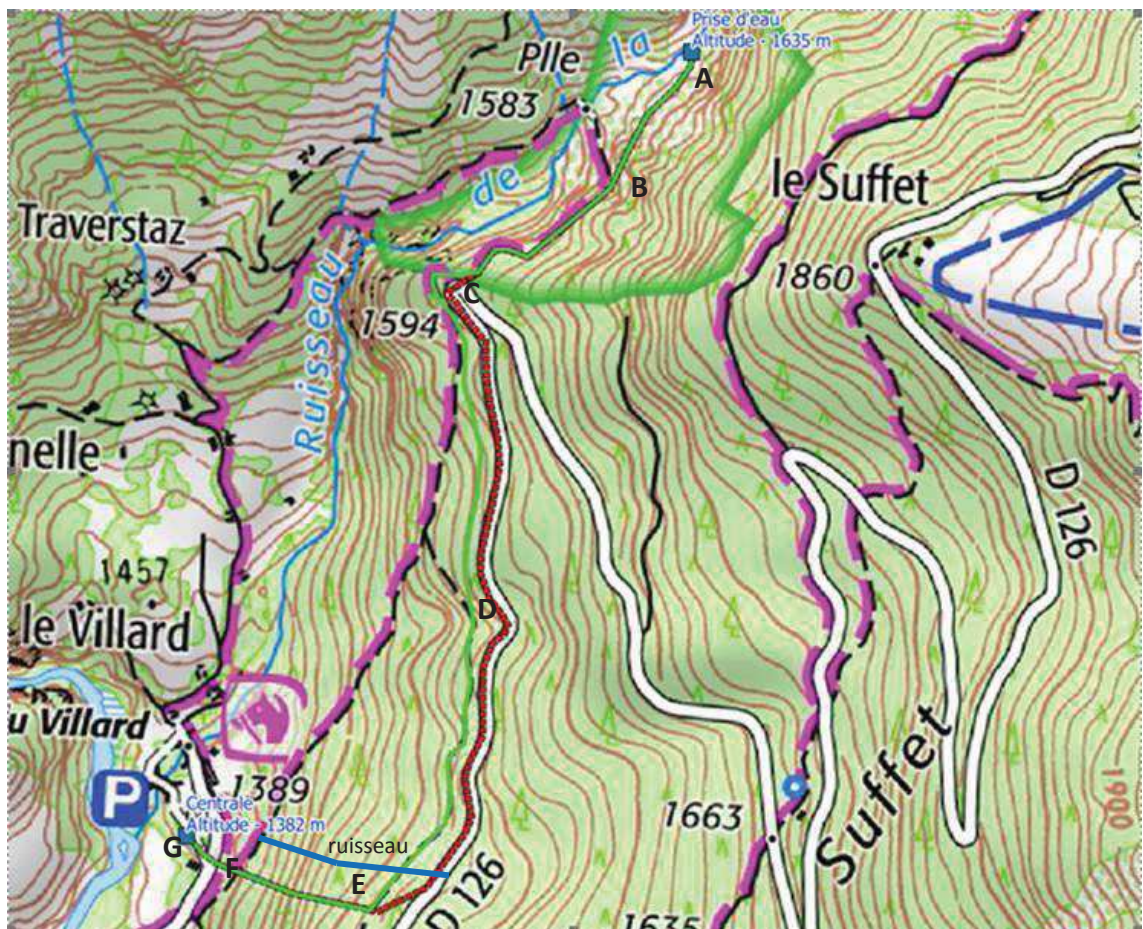 Prise d'eau
Altitude - 1635 m
Plle
la
A
1583
de
B
le Suffet
Traverstaz
1860
C
1594
Ruisseau
nelle
D 126
1457
D
le Villard
u Villard
P
1389
Centrale
Altitude - 1382 m
G
F
ruisseau
E
D 126
1663
Suffet
1900
1635